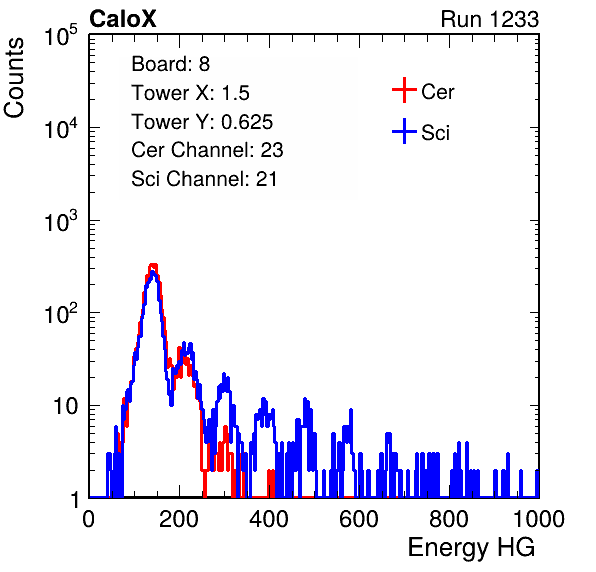 CaloX Run 1233
Counts
Board: 8
Tower X: 1.5
Tower Y: 0.625
Cer Channel: 23
Sci Channel: 21
Cer
Sci
10^5
10^4
10^3
10^2
10
1
0 200 400 600 800 1000
Energy HG